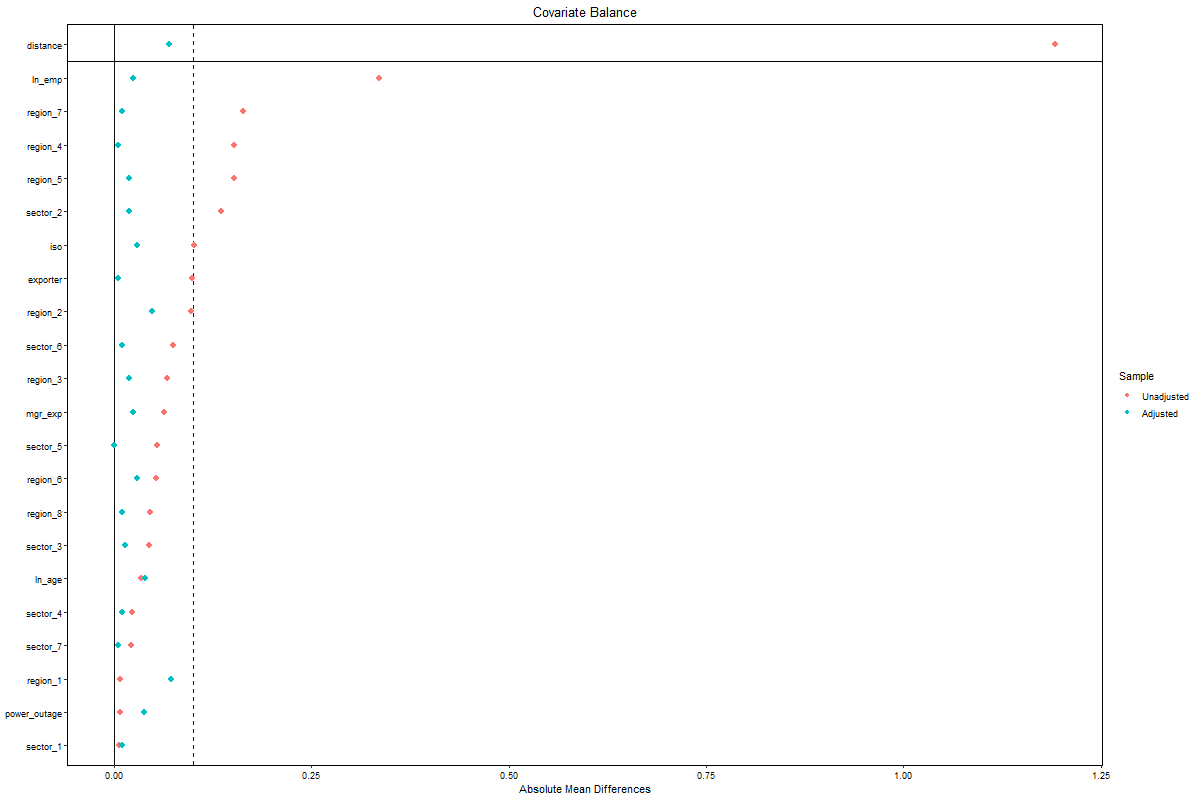 Covariate Balance
distance
ln_emp
region_7
region_4
region_5
sector_2
iso
exporter
region_2
sector_6
region_3
mgr_exp
sector_5
region_6
region_8
sector_3
ln_age
sector_4
sector_7
region_1
power_outage
sector_1
0.00 0.25 0.50 0.75 1.00 1.25
Absolute Mean Differences
Sample
Unadjusted
Adjusted